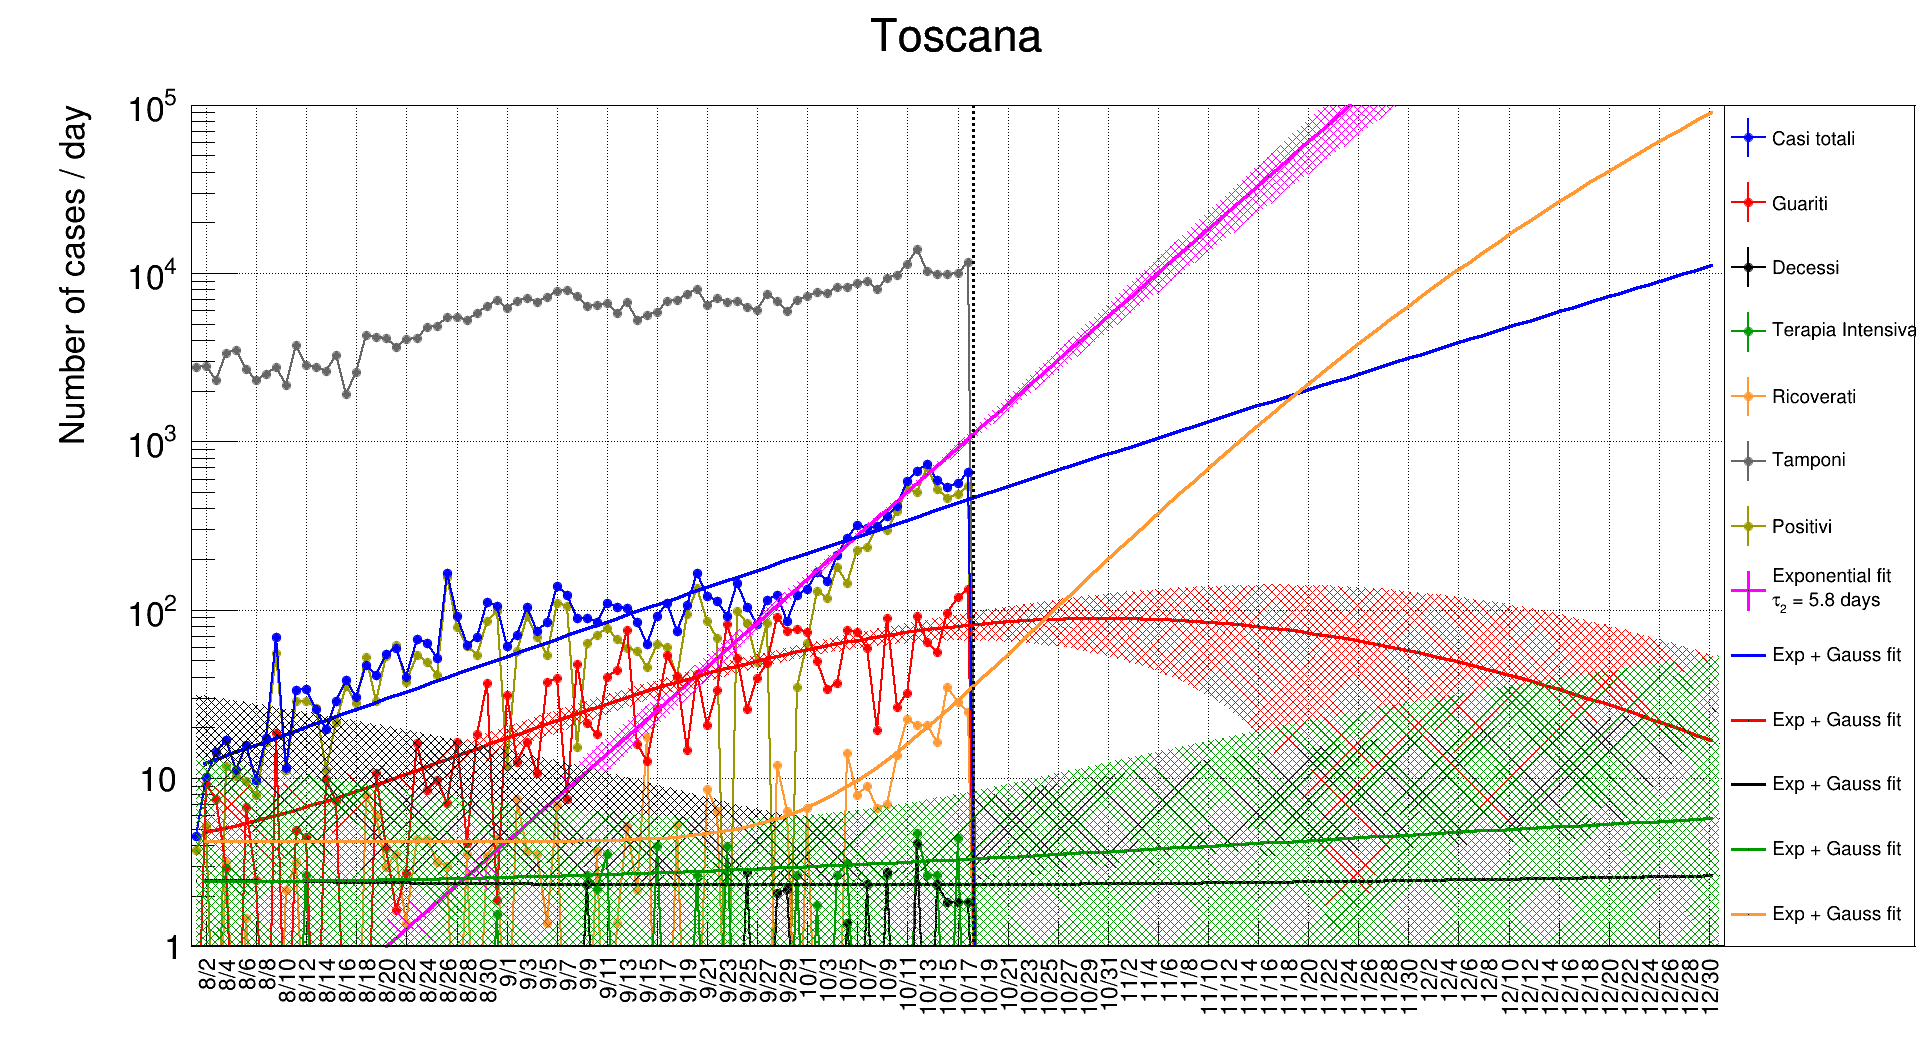 Toscana
Number of cases / day
10^5
10^4
10^3
10^2
10
1
8/2 8/4 8/6 8/8 8/10 8/12 8/14 8/16 8/18 8/20 8/22 8/24 8/26 8/28 8/30 9/1 9/3 9/5 9/7 9/9 9/11 9/13 9/15 9/17 9/19 9/21 9/23 9/25 9/27 9/29 10/1 10/3 10/5 10/7 10/9 10/11 10/13 10/15 10/17 10/19 10/21 10/23 10/25 10/27 10/29 10/31 11/2 11/4 11/6 11/8 11/10 11/12 11/14 11/16 11/18 11/20 11/22 11/24 11/26 11/28 11/30 12/2 12/4 12/6 12/8 12/10 12/12 12/14 12/16 12/18 12/20 12/22 12/24 12/26 12/28 12/30
Casi totali
Guariti
Decessi
Terapia Intensiva
Ricoverati
Tamponi
Positivi
Exponential fit
τ₂ = 5.8 days
Exp + Gauss fit
Exp + Gauss fit
Exp + Gauss fit
Exp + Gauss fit
Exp + Gauss fit